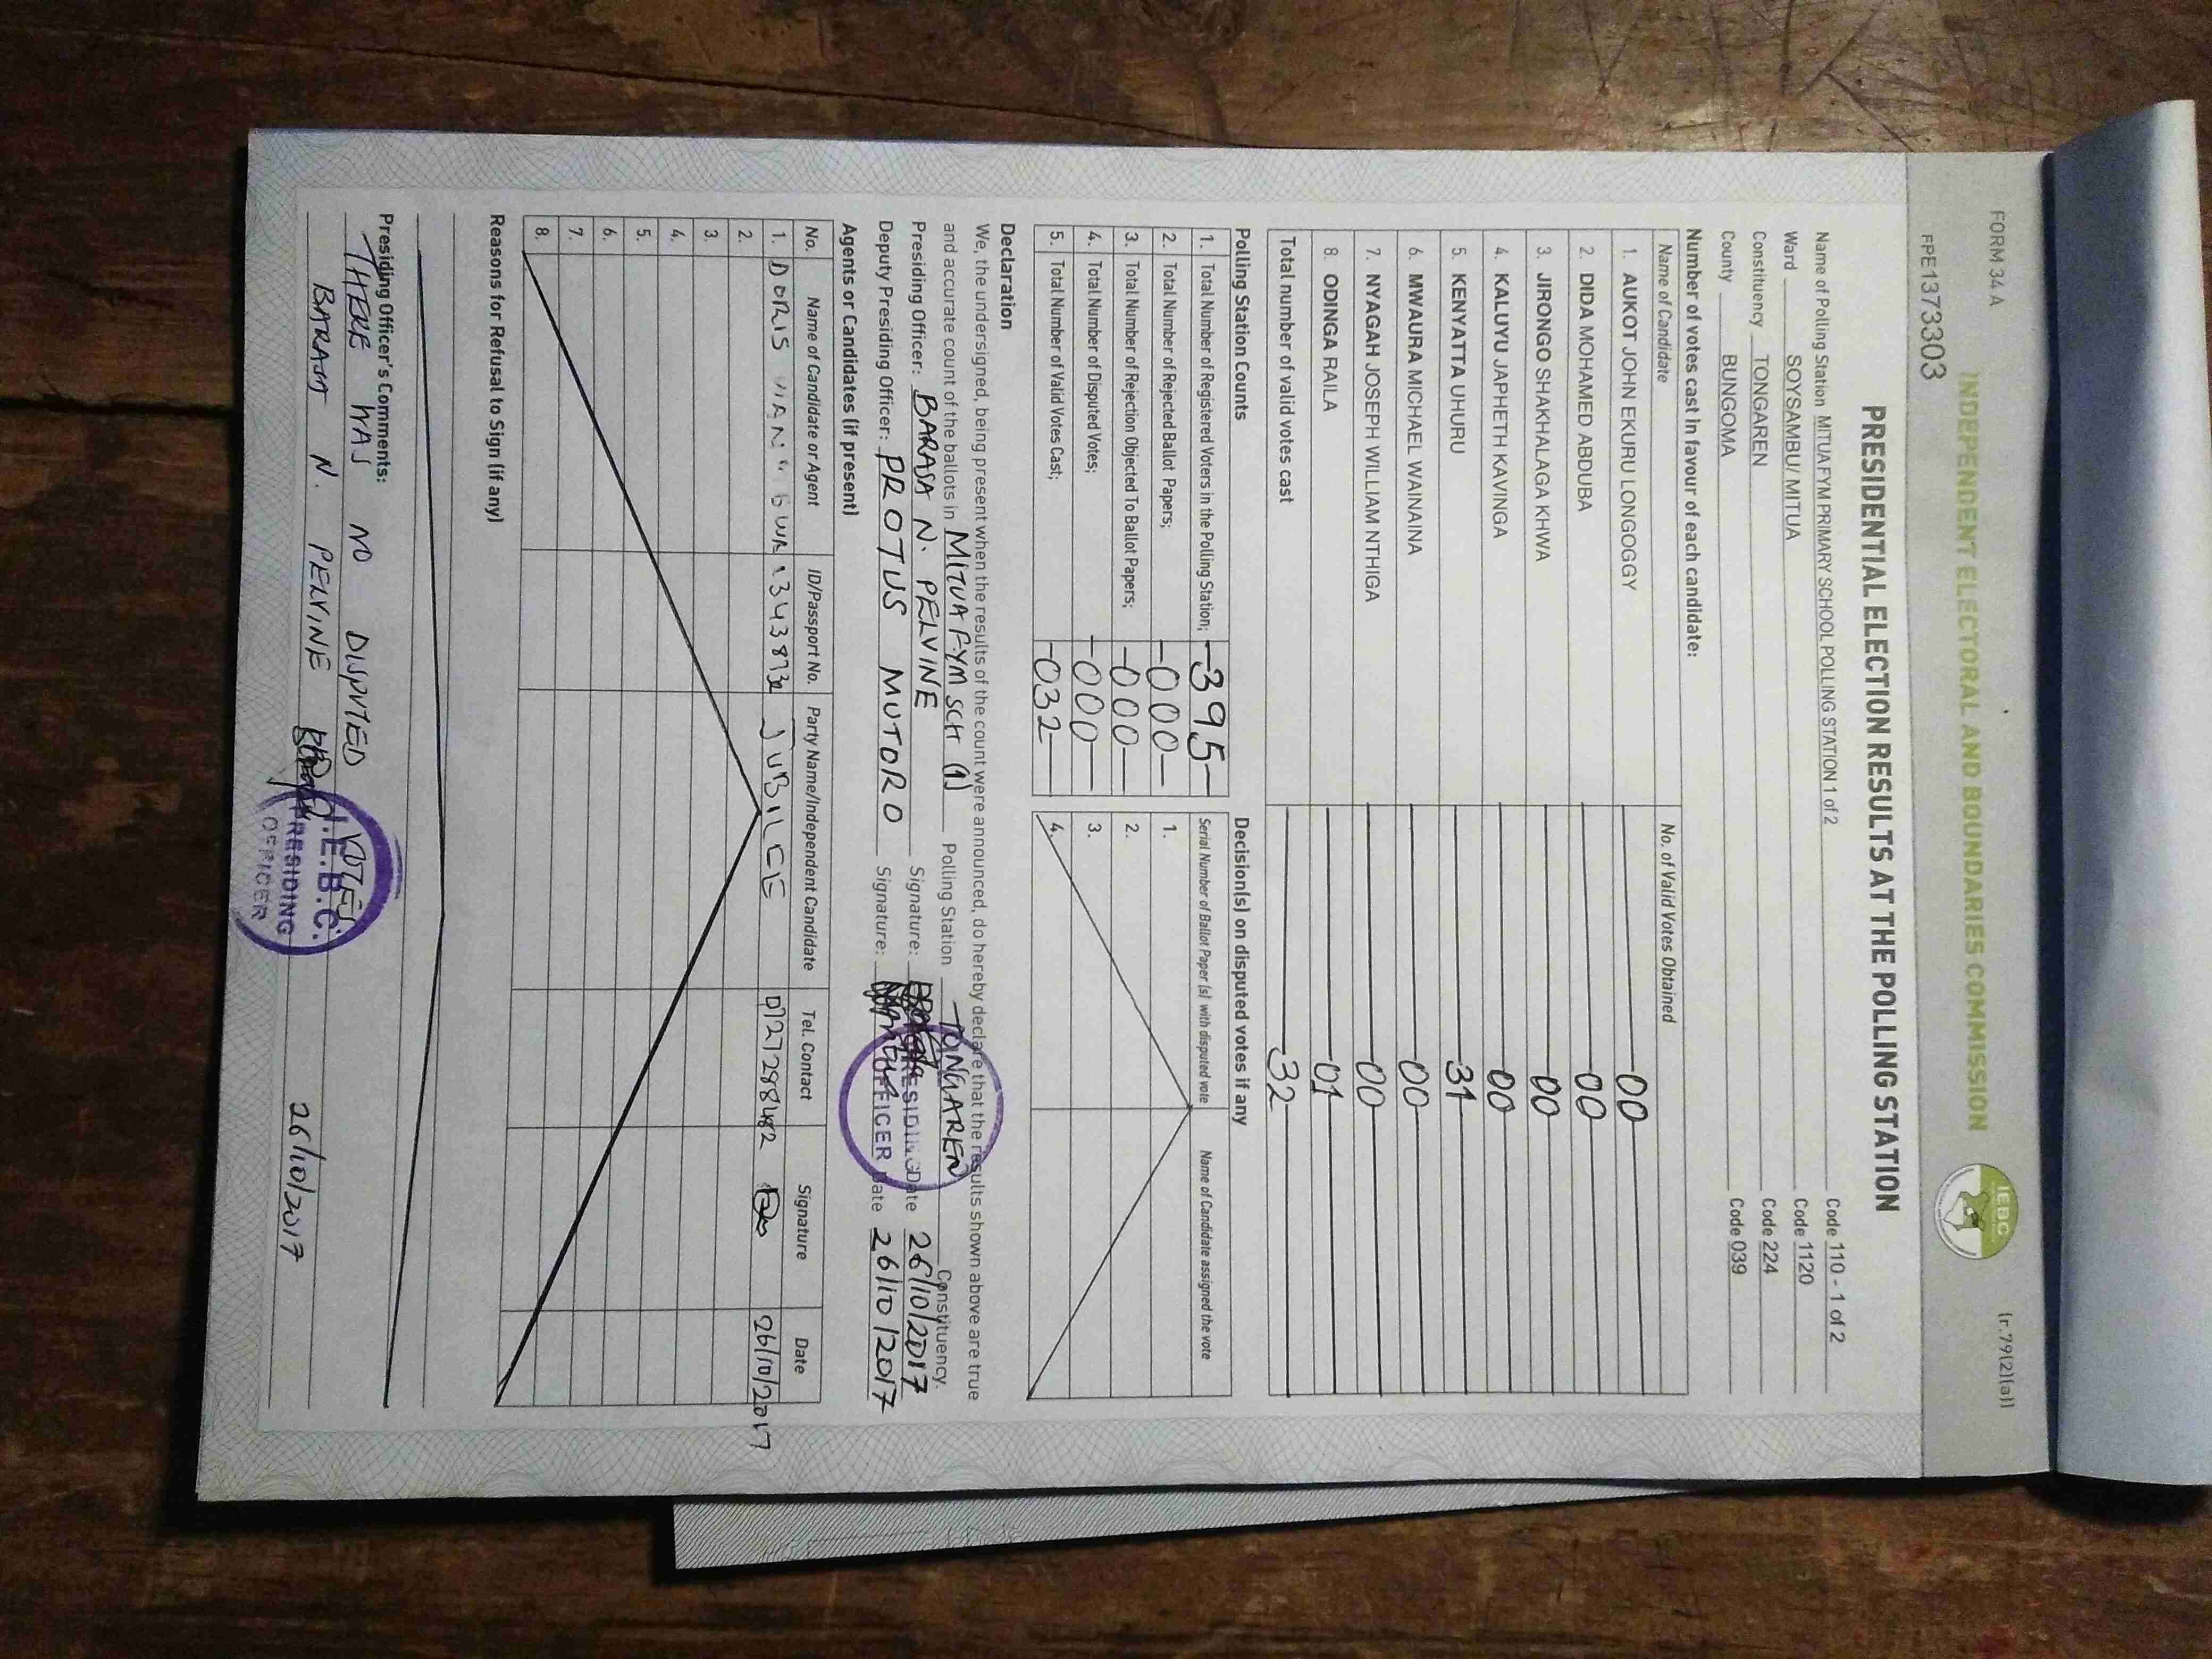 FORM 34 A
(r.79(2)(a))
INDEPENDENT ELECTORAL AND BOUNDARIES COMMISSION
IEBC
FPE1373303
PRESIDENTIAL ELECTION RESULTS AT THE POLLING STATION
Name of Polling Station MITUA FYM PRIMARY SCHOOL POLLING STATION 1 of 2 Code 110 - 1 of 2
Ward SOYSAMBU/ MITUA Code 1120
Constituency TONGAREN Code 224
County BUNGOMA Code 039
Number of votes cast in favour of each candidate:
Name of Candidate No. of Valid Votes Obtained
1. AUKOT JOHN EKURU LONGOGGY 00
2. DIDA MOHAMED ABDUBA 00
3. JIRONGO SHAKHALAGA KHWA 00
4. KALUYU JAPHETH KAVINGA 00
5. KENYATTA UHURU 31
6. MWAURA MICHAEL WAINAINA 00
7. NYAGAH JOSEPH WILLIAM NTHIGA 00
8. ODINGA RAILA 01
Total number of valid votes cast 32
Polling Station Counts
1. Total Number of Registered Voters in the Polling Station; 395
2. Total Number of Rejected Ballot Papers; 000
3. Total Number of Rejection Objected To Ballot Papers; 000
4. Total Number of Disputed Votes; 000
5. Total Number of Valid Votes Cast; 032
Decision(s) on disputed votes if any
Serial Number of Ballot Paper (s) with disputed vote Name of Candidate assigned the vote
1.
2.
3.
4.
Declaration
We, the undersigned, being present when the results of the count were announced, do hereby declare that the results shown above are true
and accurate count of the ballots in MITUA FYM SCH (1) Polling Station TONGAREN Constituency.
Presiding Officer: BARASA N. PELVINE Signature: Date 26/10/2017
Deputy Presiding Officer: PROTUS MUTORO Signature: Date 26/10/2017
PRESIDING
OFFICER
Agents or Candidates (if present)
No. Name of Candidate or Agent ID/Passport No. Party Name/Independent Candidate Tel. Contact Signature Date
1. DORIS JUBILEE 26/10/2017
2.
3.
4.
5.
6.
7.
8.
Reasons for Refusal to Sign (if any)
Presiding Officer's Comments:
THERE WAS NO DISPUTED VOTES
BARASA N. PELVINE 26/10/2017
I.E.B.C.
PRESIDING
OFFICER